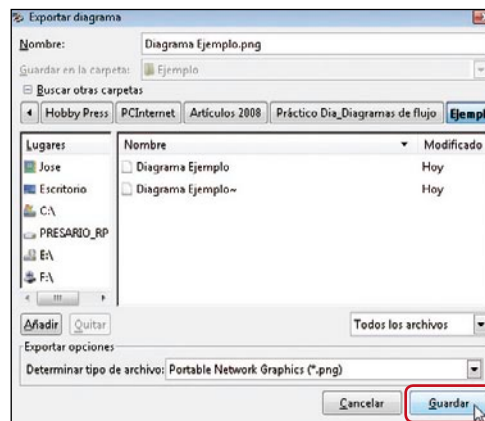 Exportar diagrama
Nombre: Diagrama Ejemplo.png
Guardar en la carpeta: Ejemplo
Buscar otras carpetas
Hobby Press PCInternet Artículos 2008 Práctico Dia_Diagramas de flujo Ejempl
Lugares Nombre Modificado
Jose Diagrama Ejemplo Hoy
Escritorio Diagrama Ejemplo~ Hoy
C:\
PRESARIO_RP
E:\
F:\
Añadir Quitar Todos los archivos
Exportar opciones
Determinar tipo de archivo: Portable Network Graphics (*.png)
Cancelar Guardar